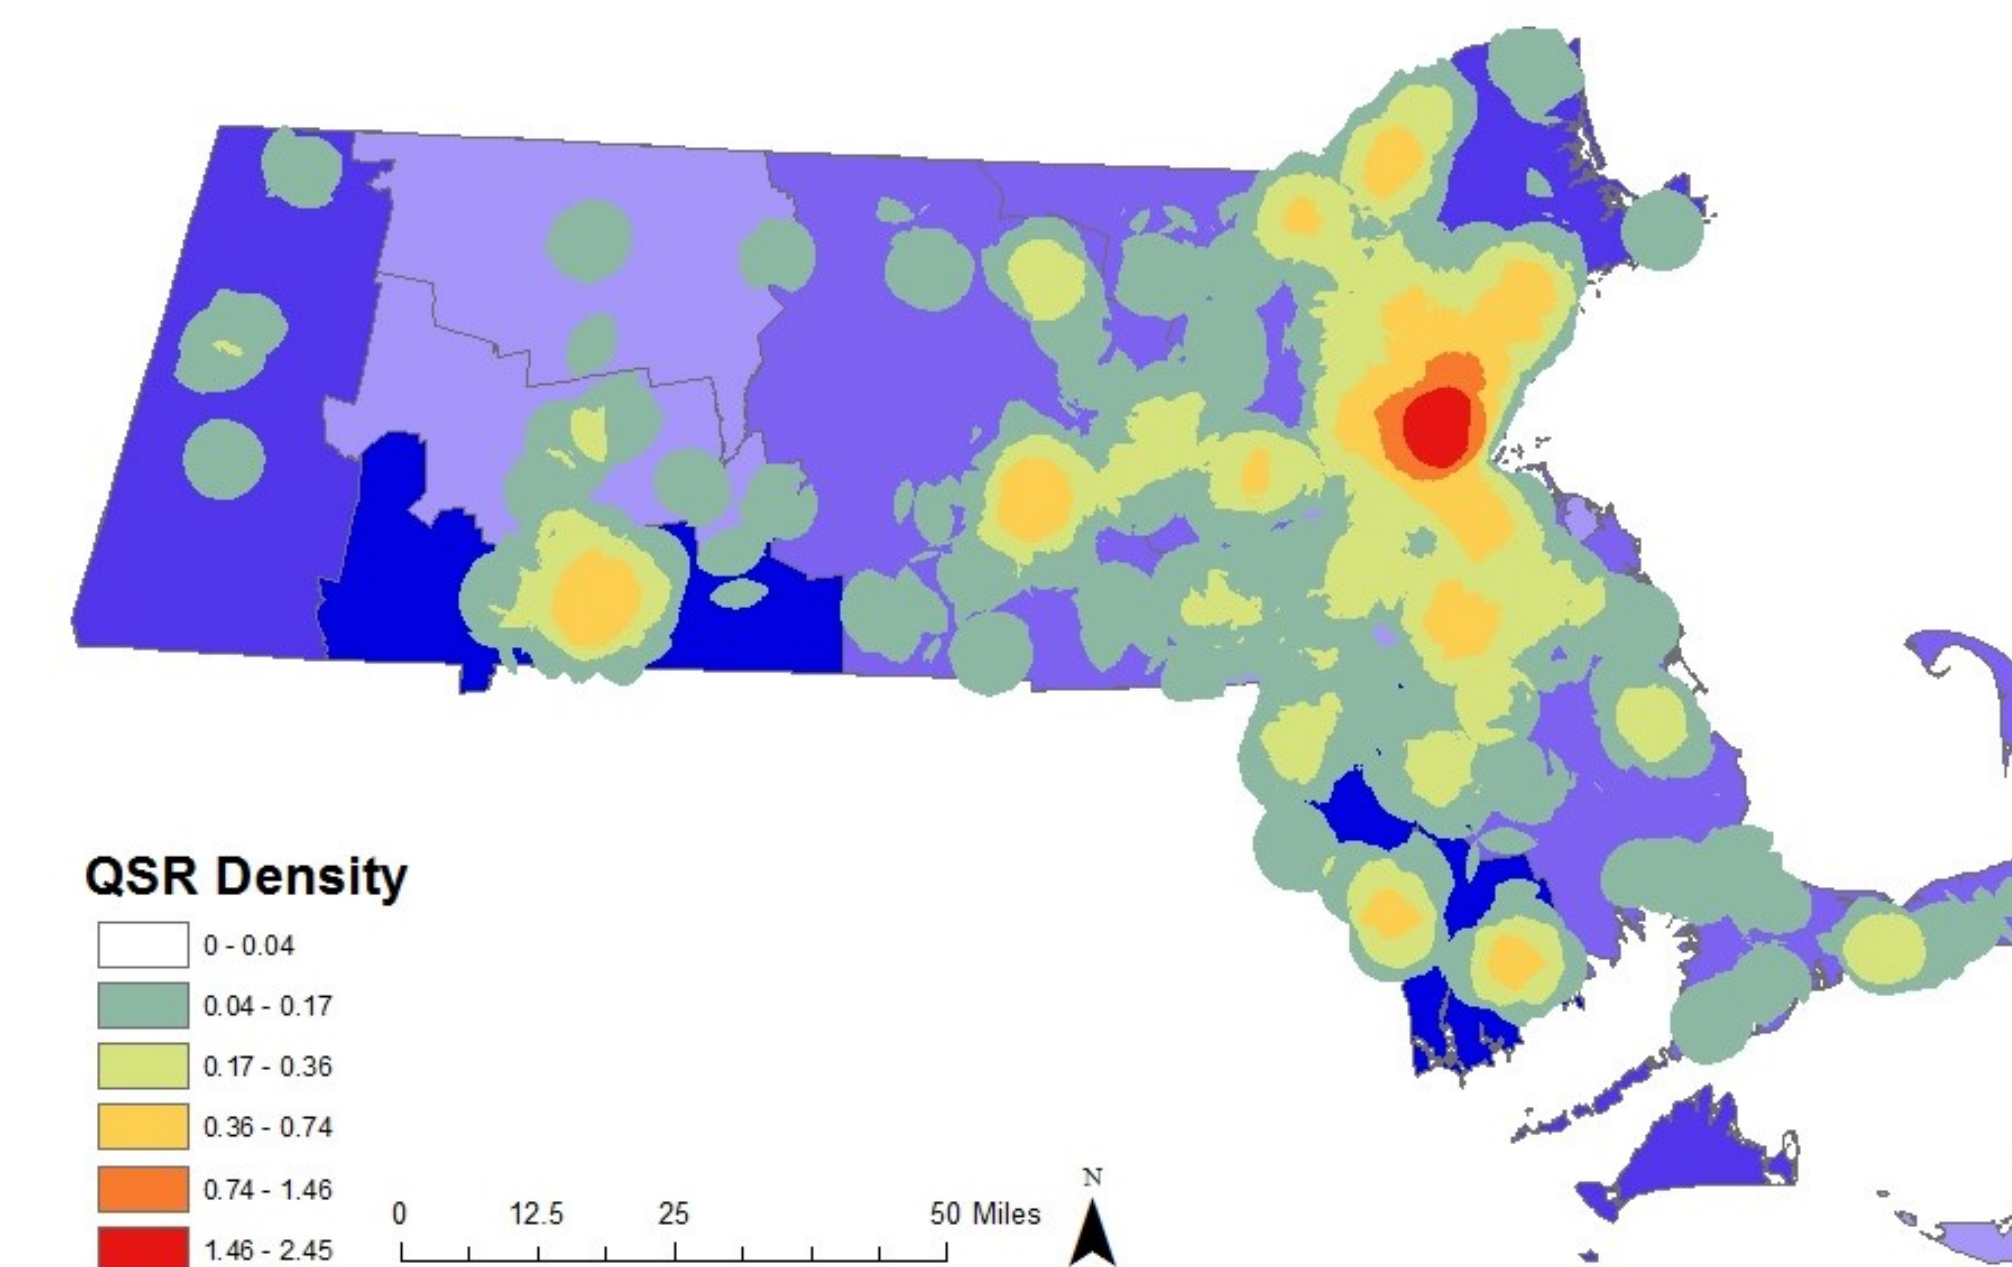 QSR Density
0 - 0.04
0.04 - 0.17
0.17 - 0.36
0.36 - 0.74
0.74 - 1.46
1.46 - 2.45
0 12.5 25 50 Miles
N